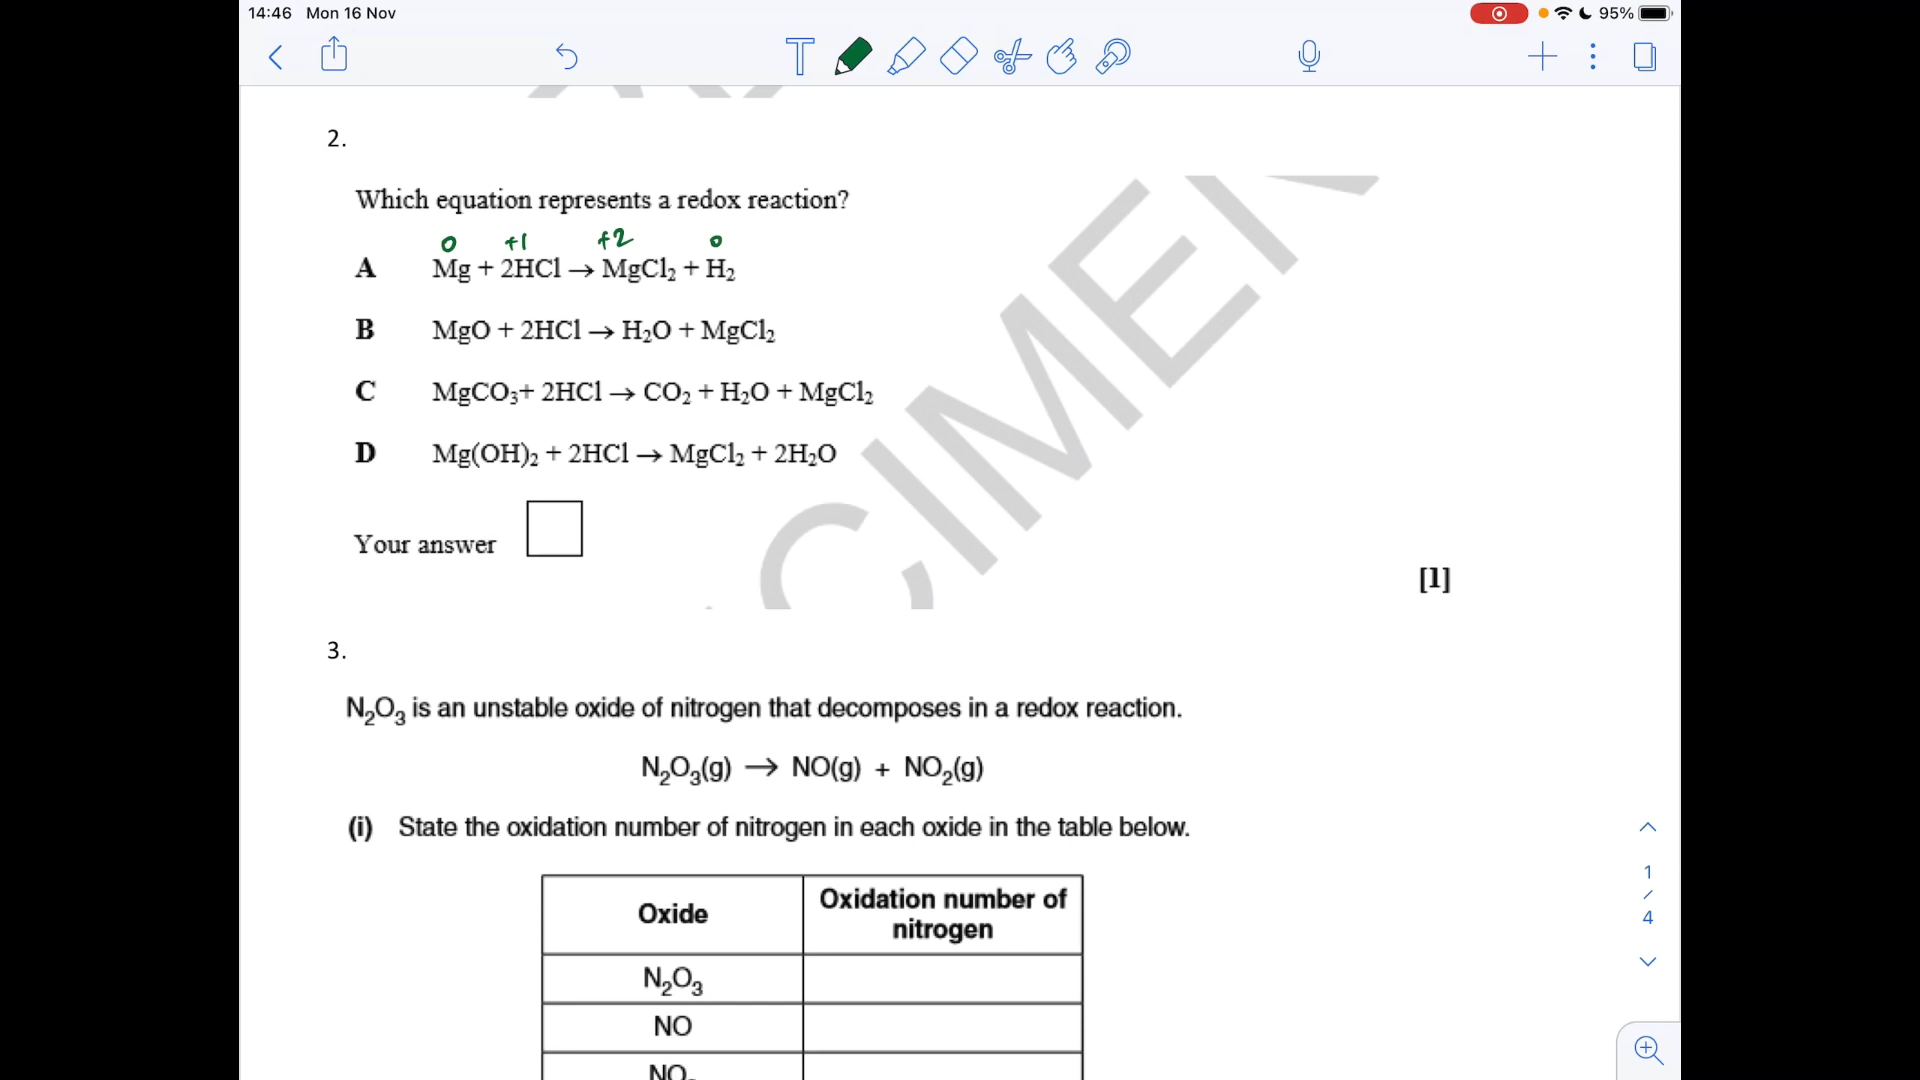 14:46 Mon 16 Nov 95%
T
2.
Which equation represents a redox reaction?
0 +1 +2 0
A Mg + 2HCl → MgCl₂ + H₂
B MgO + 2HCl → H₂O + MgCl₂
C MgCO₃+ 2HCl → CO₂ + H₂O + MgCl₂
D Mg(OH)₂ + 2HCl → MgCl₂ + 2H₂O
Your answer
[1]
CIMEN
3.
N₂O₃ is an unstable oxide of nitrogen that decomposes in a redox reaction.
N₂O₃(g) → NO(g) + NO₂(g)
(i) State the oxidation number of nitrogen in each oxide in the table below.
1
/
4
Oxide
Oxidation number of
nitrogen
N₂O₃
NO
NO₂